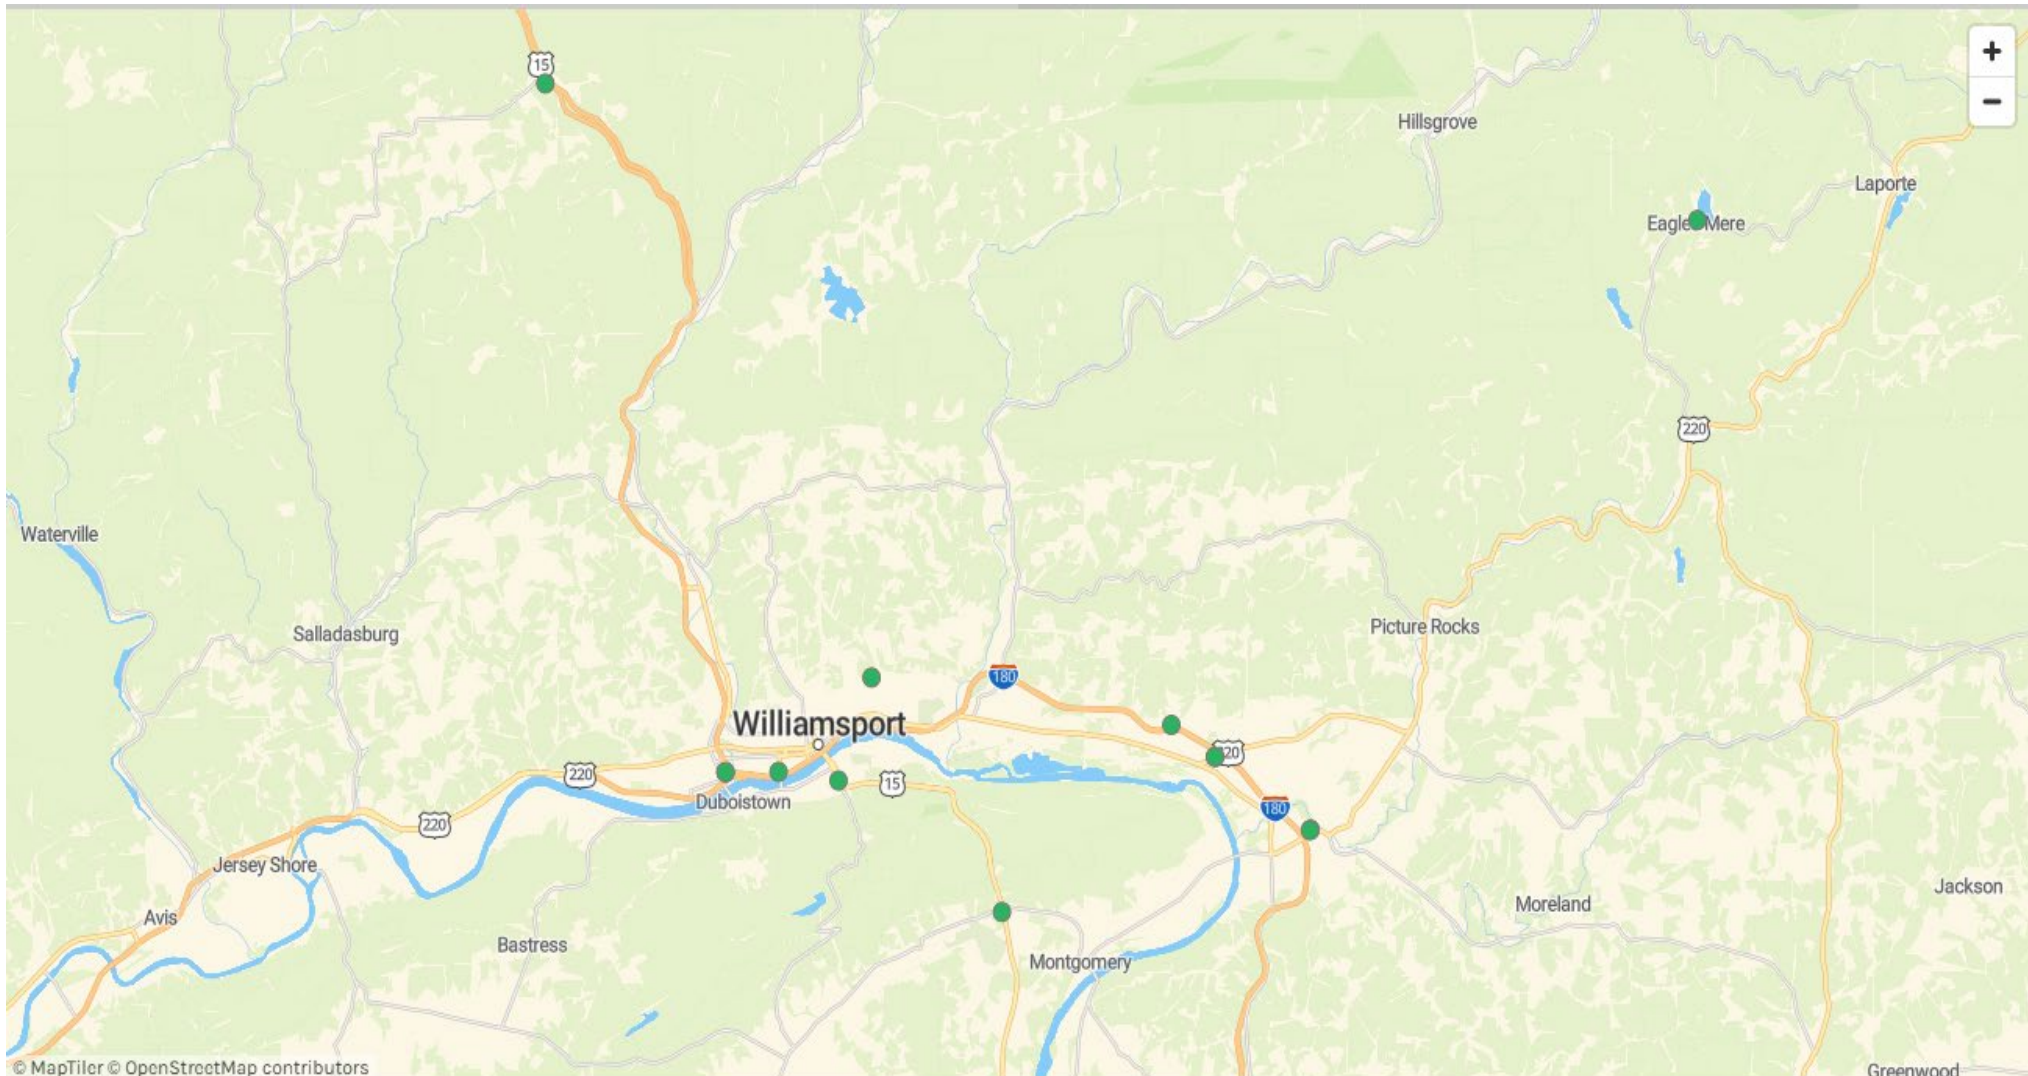 15
+
−
Hillsgrove
Laporte
Eagles Mere
220
Waterville
Salladasburg
Picture Rocks
180
Williamsport
220
220
15
Duboistown
180
220
Jersey Shore
Jackson
Moreland
Avis
Bastress
Montgomery
© MapTiler © OpenStreetMap contributors
Greenwood